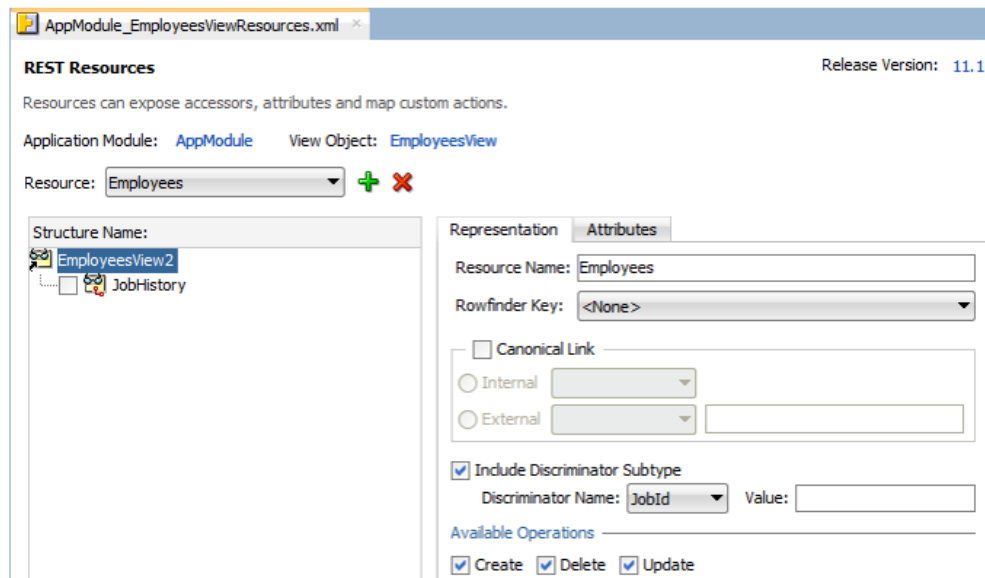 AppModule_EmployeesViewResources.xml
REST Resources
Release Version: 11.1
Resources can expose accessors, attributes and map custom actions.
Application Module: AppModule View Object: EmployeesView
Resource: Employees
Structure Name:
EmployeesView2
JobHistory
Representation Attributes
Resource Name: Employees
Rowfinder Key: <None>
Canonical Link
Internal
External
Include Discriminator Subtype
Discriminator Name: JobId Value:
Available Operations
Create Delete Update